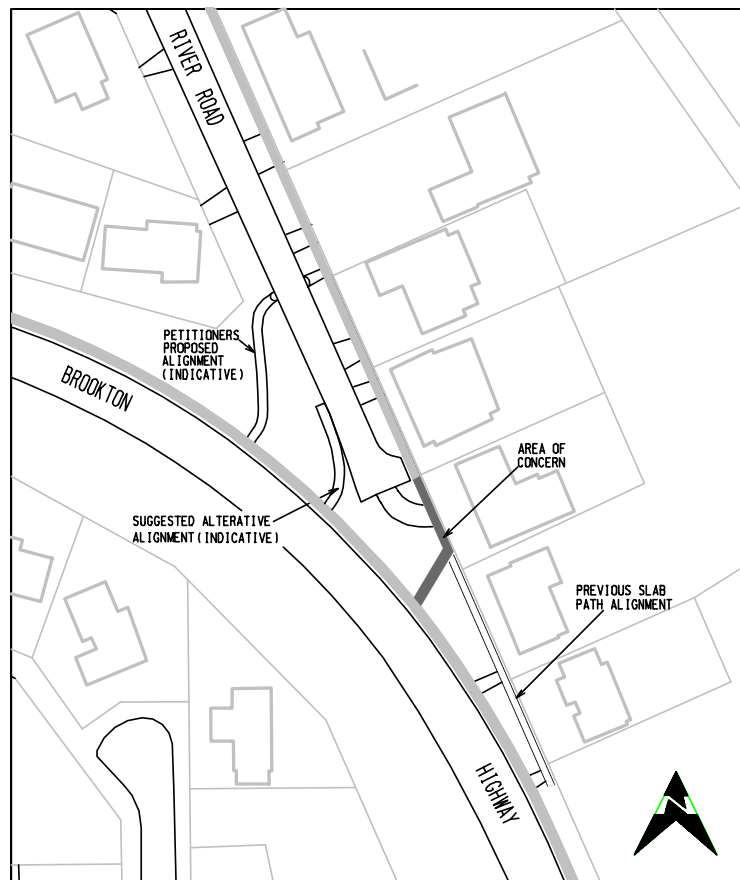 RIVER ROAD
PETITIONERS
PROPOSED
ALIGNMENT
(INDICATIVE)
BROOKTON
AREA OF
CONCERN
SUGGESTED ALTERATIVE
ALIGNMENT (INDICATIVE)
PREVIOUS SLAB
PATH ALIGNMENT
HIGHWAY
N